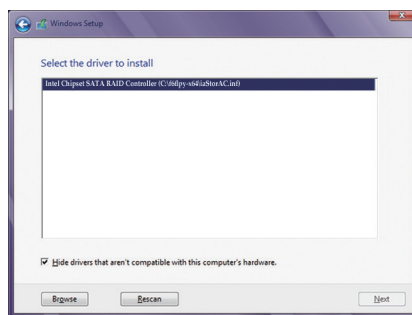 Windows Setup
Select the driver to install
Intel Chipset SATA RAID Controller (C:\f6flpy-x64\iaStorAC.inf)
Hide drivers that aren't compatible with this computer's hardware.
Browse
Rescan
Next